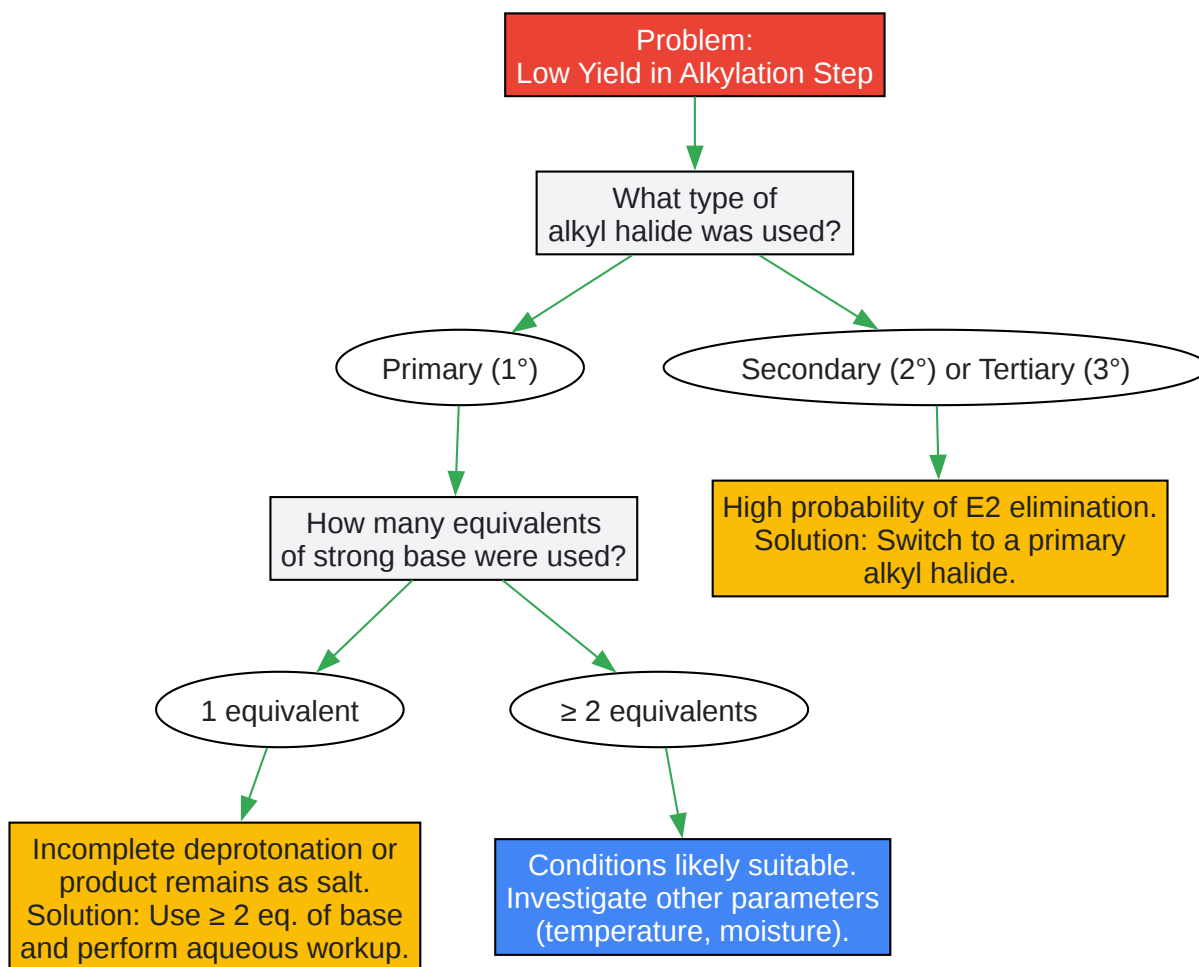 Problem:
Low Yield in Alkylation Step
What type of
alkyl halide was used?
Primary (1°)
Secondary (2°) or Tertiary (3°)
How many equivalents
of strong base were used?
High probability of E2 elimination.
Solution: Switch to a primary
alkyl halide.
1 equivalent
≥ 2 equivalents
Incomplete deprotonation or
product remains as salt.
Solution: Use ≥ 2 eq. of base
and perform aqueous workup.
Conditions likely suitable.
Investigate other parameters
(temperature, moisture).